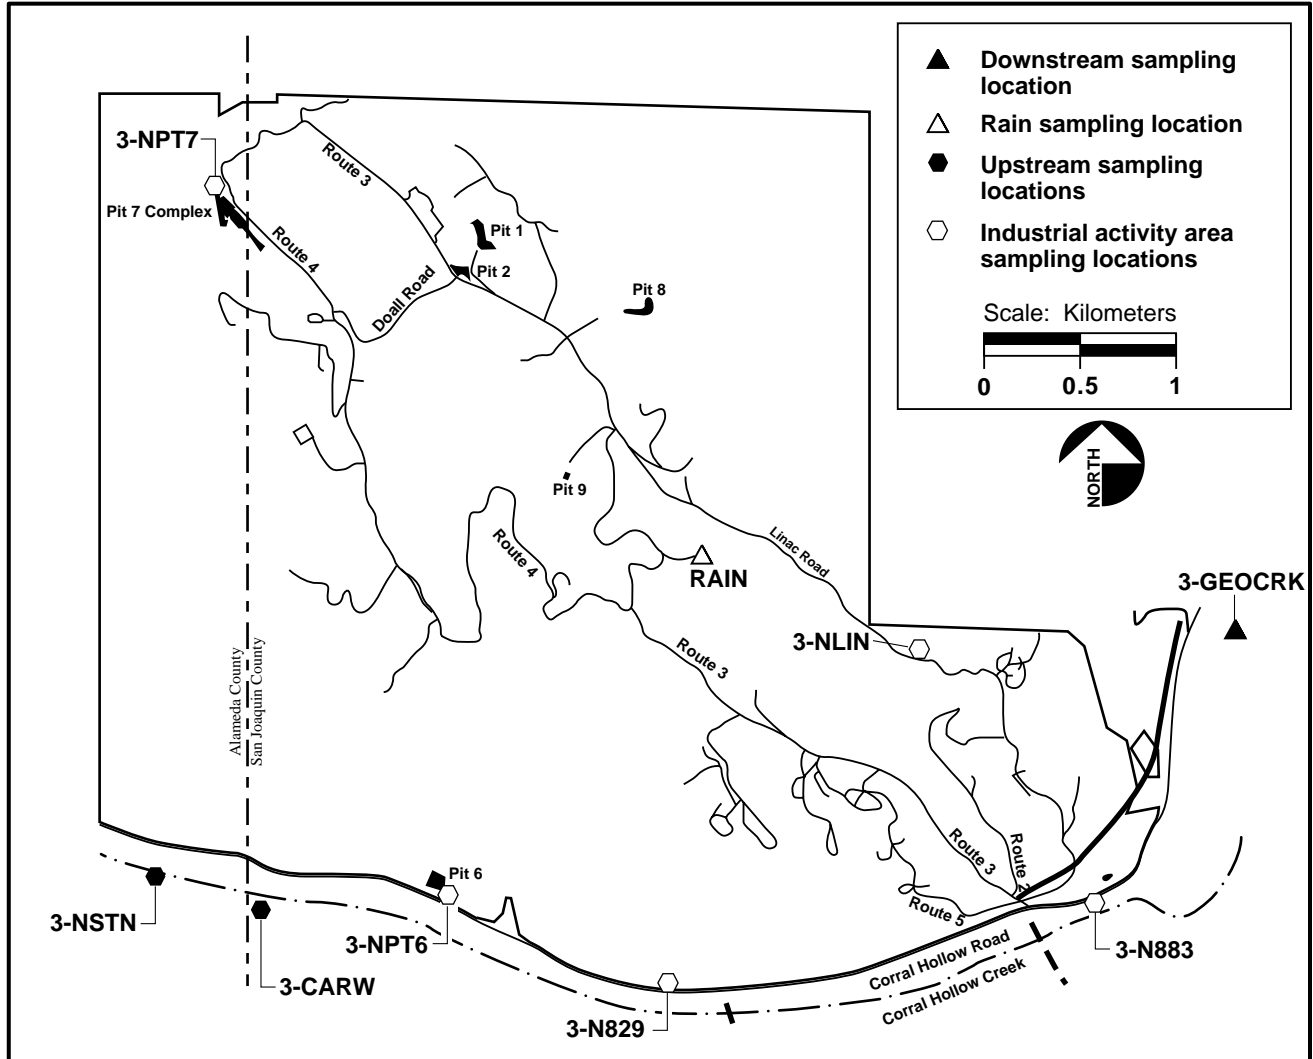 Downstream sampling
location
Rain sampling location
Upstream sampling
locations
Industrial activity area
sampling locations
Scale: Kilometers
0 0.5 1
NORTH
3-NPT7
Pit 7 Complex
Route 3
Route 4
Doall Road
Pit 1
Pit 2
Pit 8
Pit 9
Route 4
RAIN
Linac Road
3-GEOCRK
3-NLIN
Route 3
Alameda County
San Joaquin County
Route 3
Route 2
Route 5
Pit 6
3-NSTN
3-CARW
3-NPT6
3-N829
Corral Hollow Road
Corral Hollow Creek
3-N883